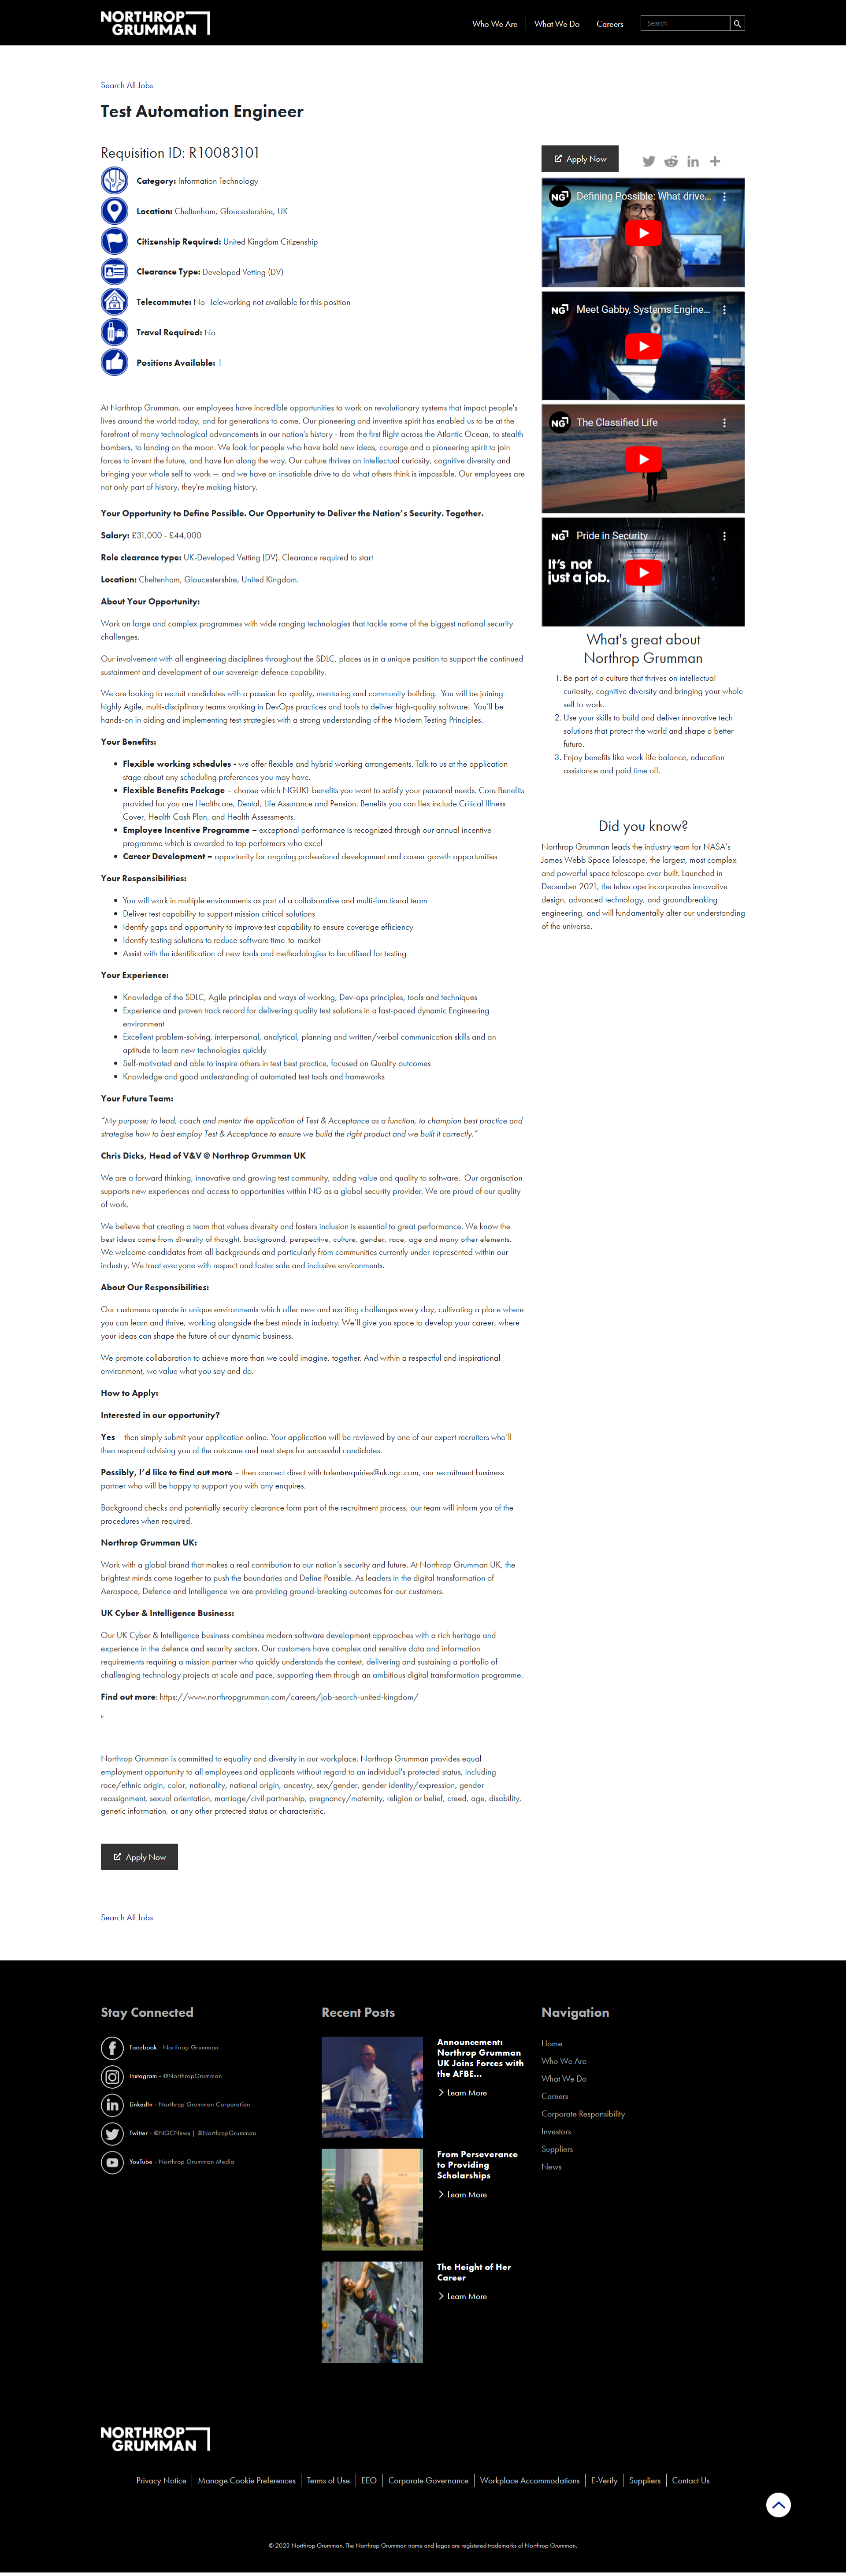 NORTHROP
GRUMMAN
Who We Are
What We Do
Careers
Search
Search All Jobs
Test Automation Engineer
Requisition ID: R10083101
Category: Information Technology
Location: Cheltenham, Gloucestershire, UK
Citizenship Required: United Kingdom Citizenship
Clearance Type: Developed Vetting (DV)
Telecommute: No- Teleworking not available for this position
Travel Required: No
Positions Available: 1
At Northrop Grumman, our employees have incredible opportunities to work on revolutionary systems that impact people's
lives around the world today, and for generations to come. Our pioneering and inventive spirit has enabled us to be at the
forefront of many technological advancements in our nation's history - from the first flight across the Atlantic Ocean, to stealth
bombers, to landing on the moon. We look for people who have bold new ideas, courage and a pioneering spirit to join
forces to invent the future, and have fun along the way. Our culture thrives on intellectual curiosity, cognitive diversity and
bringing your whole self to work — and we have an insatiable drive to do what others think is impossible. Our employees are
not only part of history, they're making history.
Your Opportunity to Define Possible. Our Opportunity to Deliver the Nation's Security. Together.
Salary: £31,000 - £44,000
Role clearance type: UK-Developed Vetting (DV). Clearance required to start
Location: Cheltenham, Gloucestershire, United Kingdom.
About Your Opportunity:
Work on large and complex programmes with wide ranging technologies that tackle some of the biggest national security
challenges.
Our involvement with all engineering disciplines throughout the SDLC, places us in a unique position to support the continued
sustainment and development of our sovereign defence capability.
We are looking to recruit candidates with a passion for quality, mentoring and community building. You will be joining
highly Agile, multi-disciplinary teams working in DevOps practices and tools to deliver high-quality software. You'll be
hands-on in aiding and implementing test strategies with a strong understanding of the Modern Testing Principles.
Your Benefits:
• Flexible working schedules - we offer flexible and hybrid working arrangements. Talk to us at the application
stage about any scheduling preferences you may have.
• Flexible Benefits Package – choose which NGUKL benefits you want to satisfy your personal needs. Core Benefits
provided for you are Healthcare, Dental, Life Assurance and Pension. Benefits you can flex include Critical Illness
Cover, Health Cash Plan, and Health Assessments.
• Employee Incentive Programme – exceptional performance is recognized through our annual incentive
programme which is awarded to top performers who excel
• Career Development – opportunity for ongoing professional development and career growth opportunities
Your Responsibilities:
• You will work in multiple environments as part of a collaborative and multi-functional team
• Deliver test capability to support mission critical solutions
• Identify gaps and opportunity to improve test capability to ensure coverage efficiency
• Identify testing solutions to reduce software time-to-market
• Assist with the identification of new tools and methodologies to be utilised for testing
Your Experience:
• Knowledge of the SDLC, Agile principles and ways of working, Dev-ops principles, tools and techniques
• Experience and proven track record for delivering quality test solutions in a fast-paced dynamic Engineering
environment
• Excellent problem-solving, interpersonal, analytical, planning and written/verbal communication skills and an
aptitude to learn new technologies quickly
• Self-motivated and able to inspire others in test best practice, focused on Quality outcomes
• Knowledge and good understanding of automated test tools and frameworks
Your Future Team:
"My purpose; to lead, coach and mentor the application of Test & Acceptance as a function, to champion best practice and
strategise how to best employ Test & Acceptance to ensure we build the right product and we built it correctly."
Chris Dicks, Head of V&V @ Northrop Grumman UK
We are a forward thinking, innovative and growing test community, adding value and quality to software. Our organisation
supports new experiences and access to opportunities within NG as a global security provider. We are proud of our quality
of work.
We believe that creating a team that values diversity and fosters inclusion is essential to great performance. We know the
best ideas come from diversity of thought, background, perspective, culture, gender, race, age and many other elements.
We welcome candidates from all backgrounds and particularly from communities currently under-represented within our
industry. We treat everyone with respect and foster safe and inclusive environments.
About Our Responsibilities:
Our customers operate in unique environments which offer new and exciting challenges every day, cultivating a place where
you can learn and thrive, working alongside the best minds in industry. We'll give you space to develop your career, where
your ideas can shape the future of our dynamic business.
We promote collaboration to achieve more than we could imagine, together. And within a respectful and inspirational
environment, we value what you say and do.
How to Apply:
Interested in our opportunity?
Yes – then simply submit your application online. Your application will be reviewed by one of our expert recruiters who'll
then respond advising you of the outcome and next steps for successful candidates.
Possibly, I'd like to find out more – then connect direct with talentenquiries@uk.ngc.com, our recruitment business
partner who will be happy to support you with any enquires.
Background checks and potentially security clearance form part of the recruitment process, our team will inform you of the
procedures when required.
Northrop Grumman UK:
Work with a global brand that makes a real contribution to our nation's security and future. At Northrop Grumman UK, the
brightest minds come together to push the boundaries and Define Possible. As leaders in the digital transformation of
Aerospace, Defence and Intelligence we are providing ground-breaking outcomes for our customers.
UK Cyber & Intelligence Business:
Our UK Cyber & Intelligence business combines modern software development approaches with a rich heritage and
experience in the defence and security sectors. Our customers have complex and sensitive data and information
requirements requiring a mission partner who quickly understands the context, delivering and sustaining a portfolio of
challenging technology projects at scale and pace, supporting them through an ambitious digital transformation programme.
Find out more: https://www.northropgrumman.com/careers/job-search-united-kingdom/
"
Northrop Grumman is committed to equality and diversity in our workplace. Northrop Grumman provides equal
employment opportunity to all employees and applicants without regard to an individual's protected status, including
race/ethnic origin, color, nationality, national origin, ancestry, sex/gender, gender identity/expression, gender
reassignment, sexual orientation, marriage/civil partnership, pregnancy/maternity, religion or belief, creed, age, disability,
genetic information, or any other protected status or characteristic.
Apply Now
Search All Jobs
Apply Now
NG Defining Possible: What drive...
NG Meet Gabby, Systems Engine...
NG The Classified Life
NG Pride in Security
It's not
just a job.
What's great about
Northrop Grumman
1. Be part of a culture that thrives on intellectual
curiosity, cognitive diversity and bringing your whole
self to work.
2. Use your skills to build and deliver innovative tech
solutions that protect the world and shape a better
future.
3. Enjoy benefits like work-life balance, education
assistance and paid time off.
Did you know?
Northrop Grumman leads the industry team for NASA's
James Webb Space Telescope, the largest, most complex
and powerful space telescope ever built. Launched in
December 2021, the telescope incorporates innovative
design, advanced technology, and groundbreaking
engineering, and will fundamentally alter our understanding
of the universe.
Stay Connected
Facebook - Northrop Grumman
Instagram - @NorthropGrumman
LinkedIn - Northrop Grumman Corporation
Twitter - @NGCNews | @NorthropGrumman
YouTube - Northrop Grumman Media
Recent Posts
Announcement:
Northrop Grumman
UK Joins Forces with
the AFBE...
Learn More
From Perseverance
to Providing
Scholarships
Learn More
The Height of Her
Career
Learn More
Navigation
Home
Who We Are
What We Do
Careers
Corporate Responsibility
Investors
Suppliers
News
NORTHROP
GRUMMAN
Privacy Notice
Manage Cookie Preferences
Terms of Use
EEO
Corporate Governance
Workplace Accommodations
E-Verify
Suppliers
Contact Us
© 2023 Northrop Grumman. The Northrop Grumman name and logos are registered trademarks of Northrop Grumman.